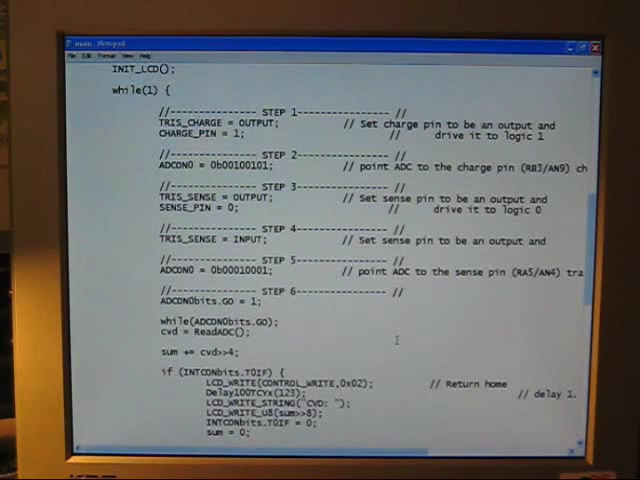 main - Notepad
File Edit Format View Help
INIT_LCD();
while(1) {
//---------------- STEP 1----------------- //
TRIS_CHARGE = OUTPUT; // Set charge pin to be an output and
CHARGE_PIN = 1; // drive it to logic 1
//---------------- STEP 2----------------- //
ADCON0 = 0b00100101; // point ADC to the charge pin (RB3/AN9) ch
//---------------- STEP 3----------------- //
TRIS_SENSE = OUTPUT; // Set sense pin to be an output and
SENSE_PIN = 0; // drive it to logic 0
//---------------- STEP 4----------------- //
TRIS_SENSE = INPUT; // Set sense pin to be an output and
//---------------- STEP 5----------------- //
ADCON0 = 0b00010001; // point ADC to the sense pin (RA5/AN4) tra
//---------------- STEP 6----------------- //
ADCON0bits.GO = 1;
while(ADCON0bits.GO);
cvd = ReadADC();
sum += cvd>>4;
if (INTCONbits.T0IF) {
LCD_WRITE(CONTROL_WRITE,0x02); // Return home
Delay100TCYx(123); // delay 1.
LCD_WRITE_STRING("CVD: ");
LCD_WRITE_U8(sum>>8);
INTCONbits.T0IF = 0;
sum = 0;